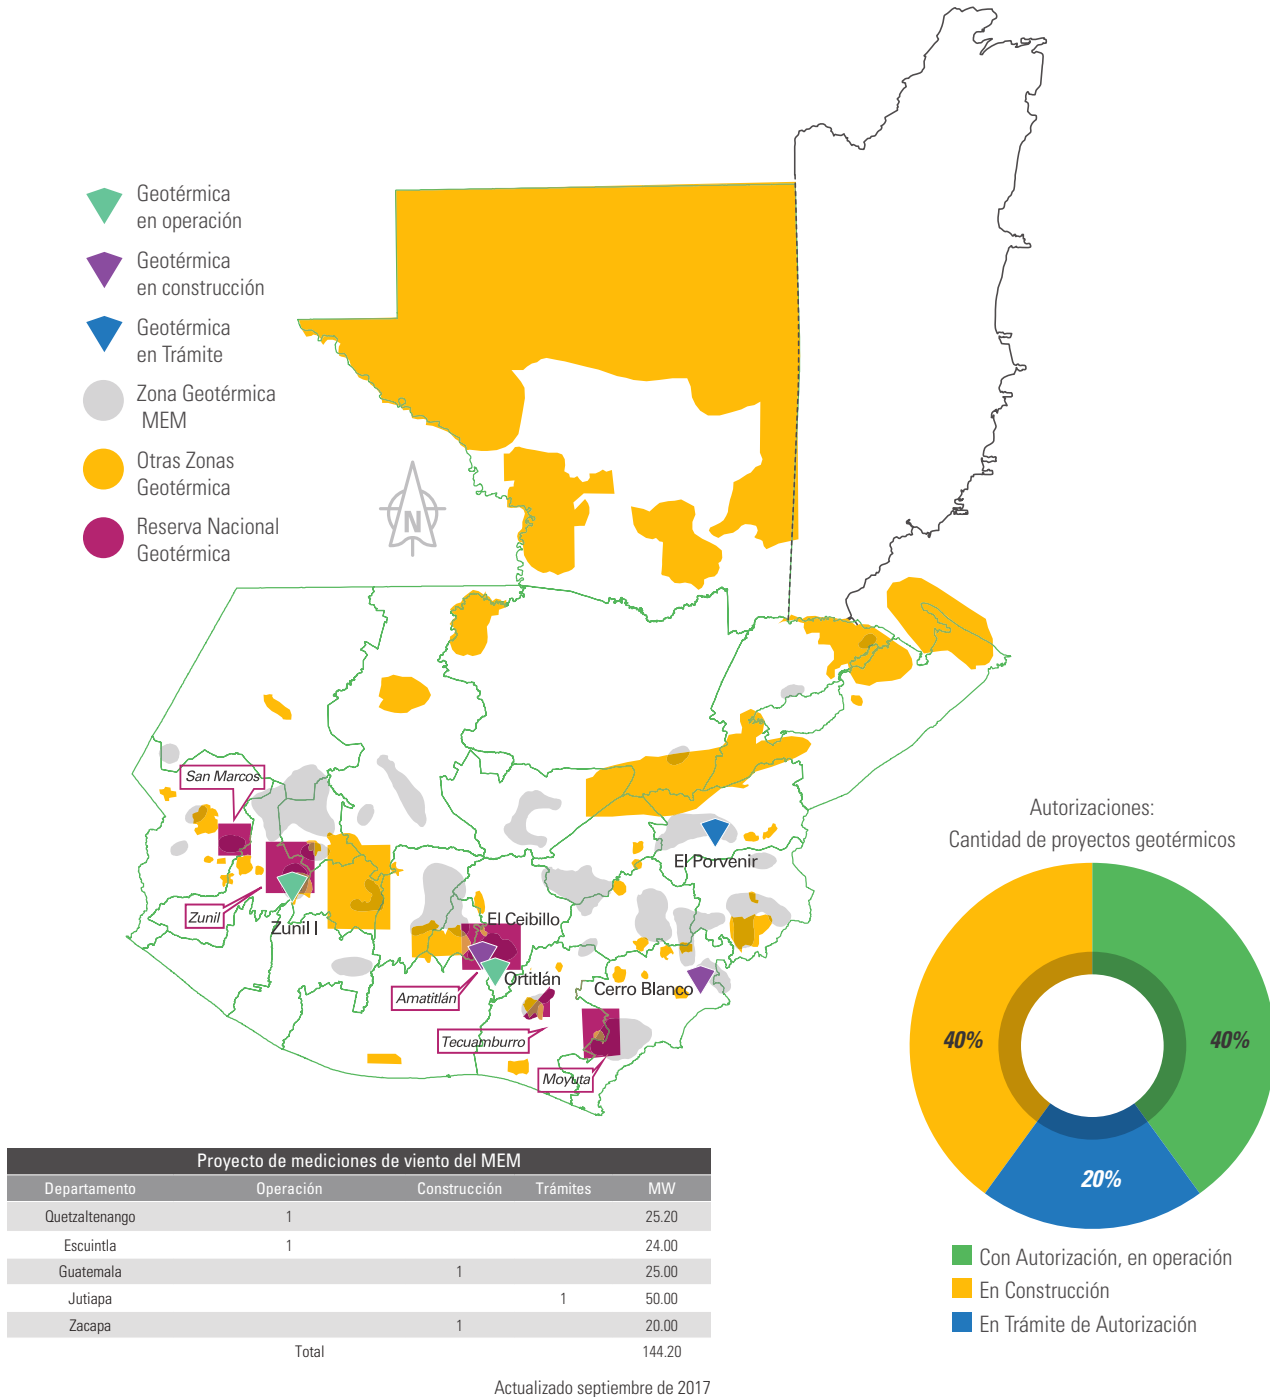 Geotérmica
en operación
Geotérmica
en construcción
Geotérmica
en Trámite
Zona Geotérmica
MEM
Otras Zonas
Geotérmica
Reserva Nacional
Geotérmica
N
San Marcos
Zunil
Zunil I
El Porvenir
El Ceibillo
Ortitlán
Cerro Blanco
Amatitlán
Tecuamburro
Moyuta
Autorizaciones:
Cantidad de proyectos geotérmicos
40%
40%
20%
Con Autorización, en operación
En Construcción
En Trámite de Autorización
Proyecto de mediciones de viento del MEM
Departamento Operación Construcción Trámites MW
Quetzaltenango 1 25.20
Escuintla 1 24.00
Guatemala 1 25.00
Jutiapa 1 50.00
Zacapa 1 20.00
Total 144.20
Actualizado septiembre de 2017